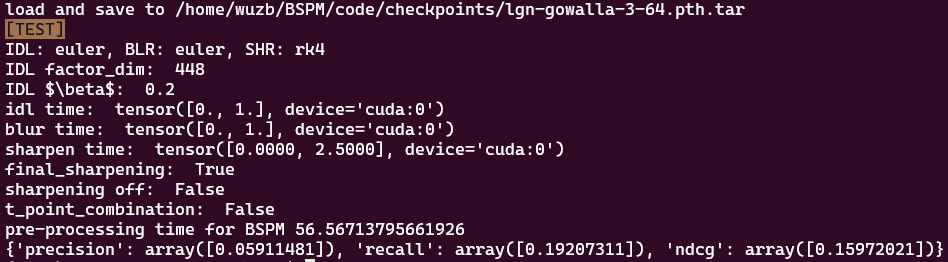 load and save to /home/wuzb/BSPM/code/checkpoints/lgn-gowalla-3-64.pth.tar
[TEST]
IDL: euler, BLR: euler, SHR: rk4
IDL factor_dim:  448
IDL $\beta$:  0.2
idl time:  tensor([0., 1.], device='cuda:0')
blur time:  tensor([0., 1.], device='cuda:0')
sharpen time:  tensor([0.0000, 2.5000], device='cuda:0')
final_sharpening:  True
sharpening off:  False
t_point_combination:  False
pre-processing time for BSPM 56.56713795661926
{'precision': array([0.05911481]), 'recall': array([0.19207311]), 'ndcg': array([0.15972021])}